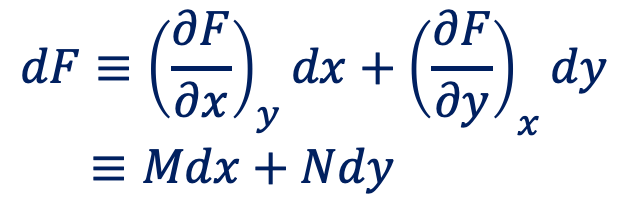 dF ≡ (∂F/∂x)_y dx + (∂F/∂y)_x dy
≡ Mdx + Ndy